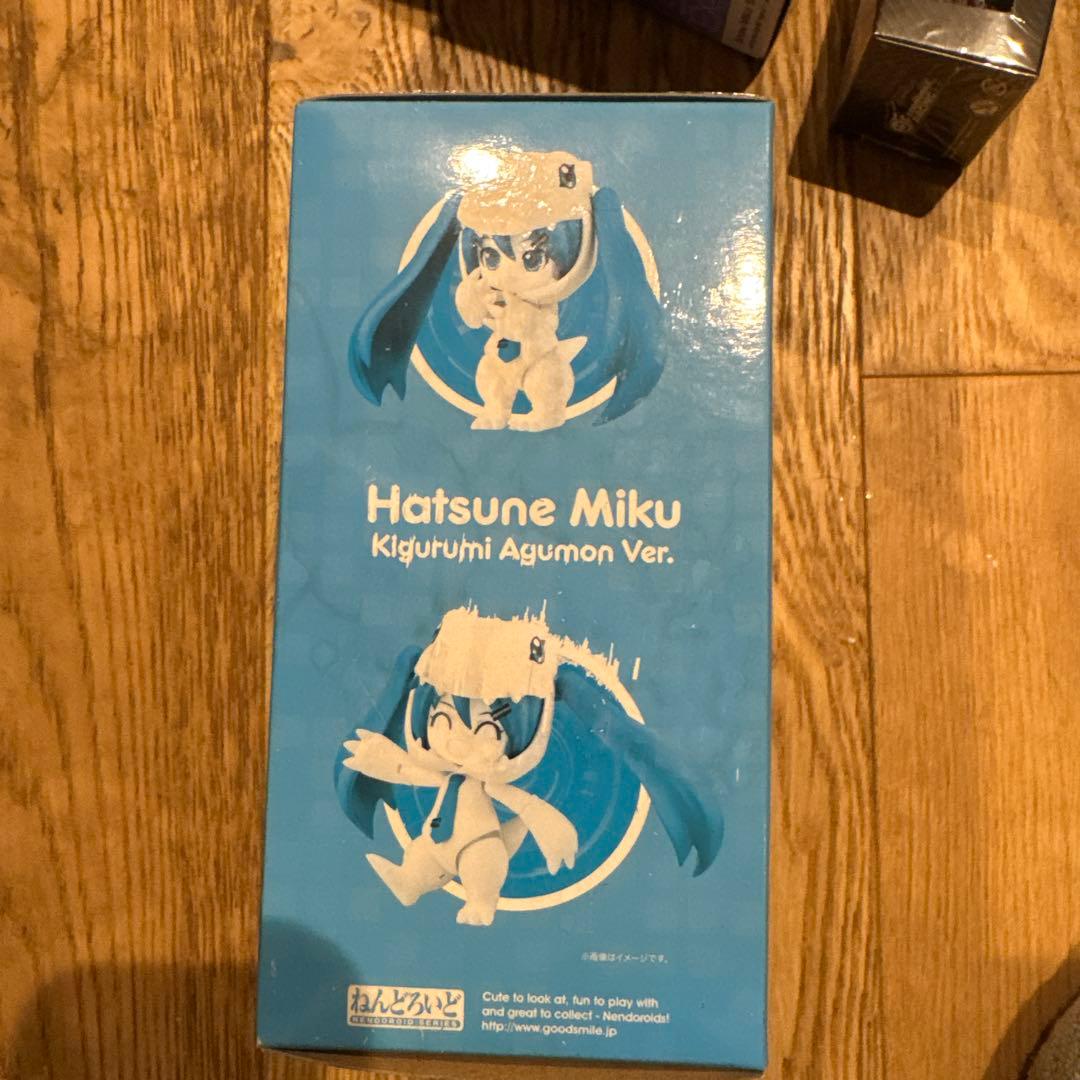 Hatsune Miku
Kigurumi Agumon Ver.
※画像はイメージです。
ねんどろいど
NENDOROID SERIES
Cute to look at, fun to play with
and great to collect - Nendoroids!
http://www.goodsmile.jp